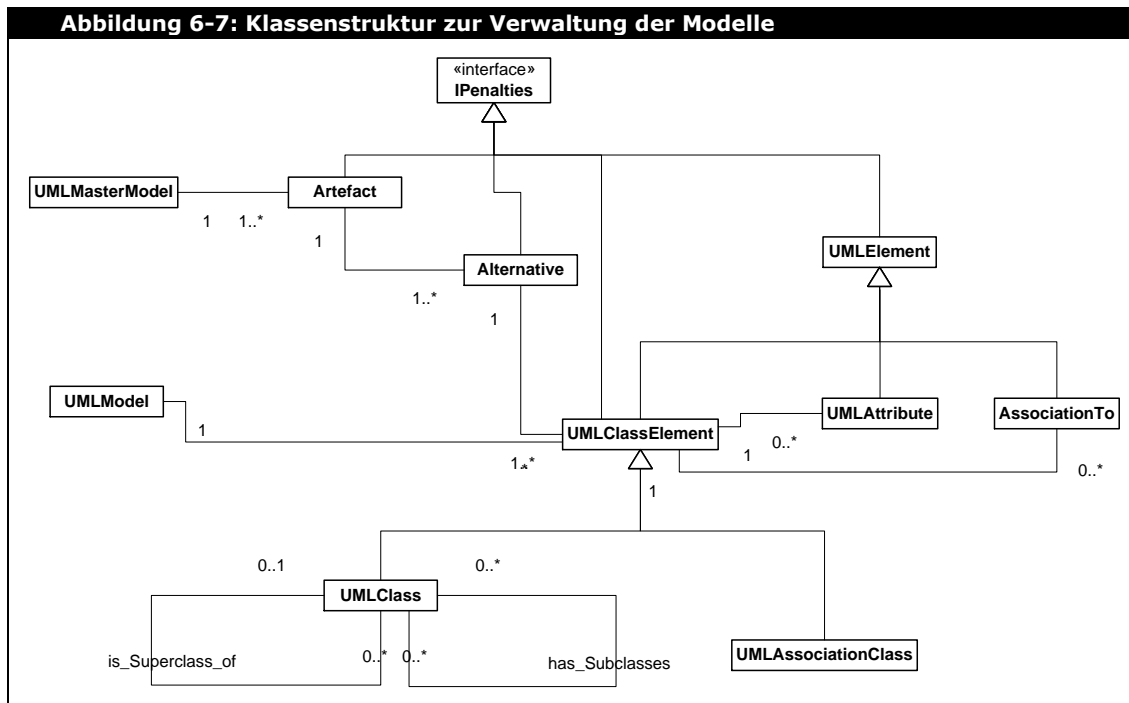 Abbildung 6-7: Klassenstruktur zur Verwaltung der Modelle
«interface»
IPenalties
UMLMasterModel
Artefact
1
1..*
1
UMLElement
Alternative
1..*
1
UMLModel
UMLAttribute
AssociationTo
1
UMLClassElement
0..*
1
1..*
0..*
1
0..1
0..*
UMLClass
is_Superclass_of
0..*
0..*
has_Subclasses
UMLAssociationClass